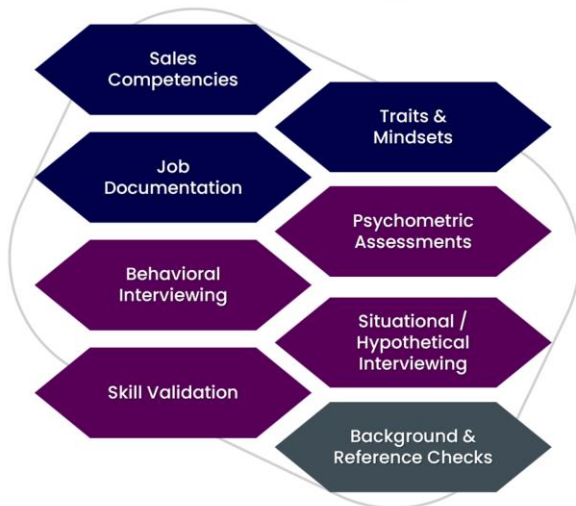 Sales
Competencies
Traits &
Mindsets
Job
Documentation
Psychometric
Assessments
Behavioral
Interviewing
Situational /
Hypothetical
Interviewing
Skill Validation
Background &
Reference Checks